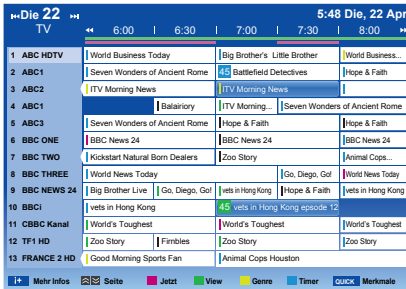 Die 22 5:48 Die, 22 Apr
TV 6:00 6:30 7:00 7:30 8:00
1 ABC HDTV World Business Today Big Brother's Little Brother World Business...
2 ABC1 Seven Wonders of Ancient Rome 45 Battlefield Detectives Hope & Faith
3 ABC2 ITV Morning News ITV Morning News
4 ABC1 Balairiory ITV Morning... Seven Wonders of Ancient Rome
5 ABC3 Seven Wonders of Ancient Rome Hope & Faith Hope & Faith
6 BBC ONE BBC News 24 BBC News 24 BBC News 24
7 BBC TWO Kickstart Natural Born Dealers Zoo Story Animal Cops...
8 BBC THREE World News Today Go, Diego, Go! World News Today
9 BBC NEWS 24 Big Brother Live Go, Diego, Go! vets in Hong Kong Hope & Faith vets in Hong Kong
10 BBCi vets in Hong Kong 45 vets in Hong Kong epsode 12
11 CBBC Kanal World's Toughest World's Toughest World's Toughest
12 TF1 HD Zoo Story Fimbles Zoo Story Zoo Story
13 FRANCE 2 HD Good Morning Sports Fan Animal Cops Houston
i+ Mehr Infos Seite Jetzt View Genre Timer QUICK Merkmale